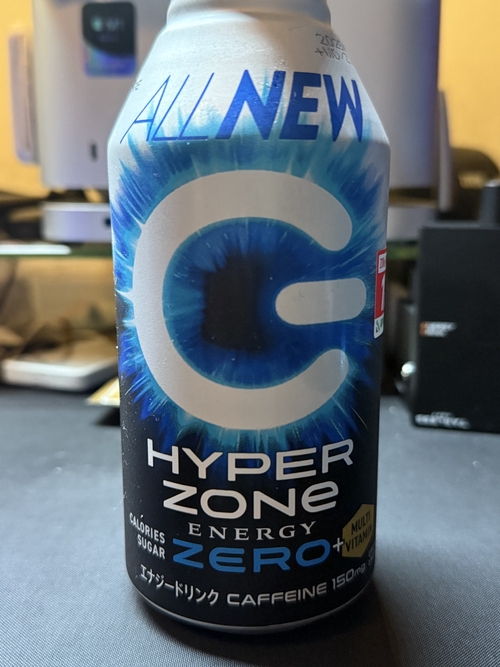 ALL NEW
HYPER
ZONe
ENERGY
CALORIES
SUGAR
ZERO
+
MULTI
VITAMIN
エナジードリンク CAFFEINE 150mg